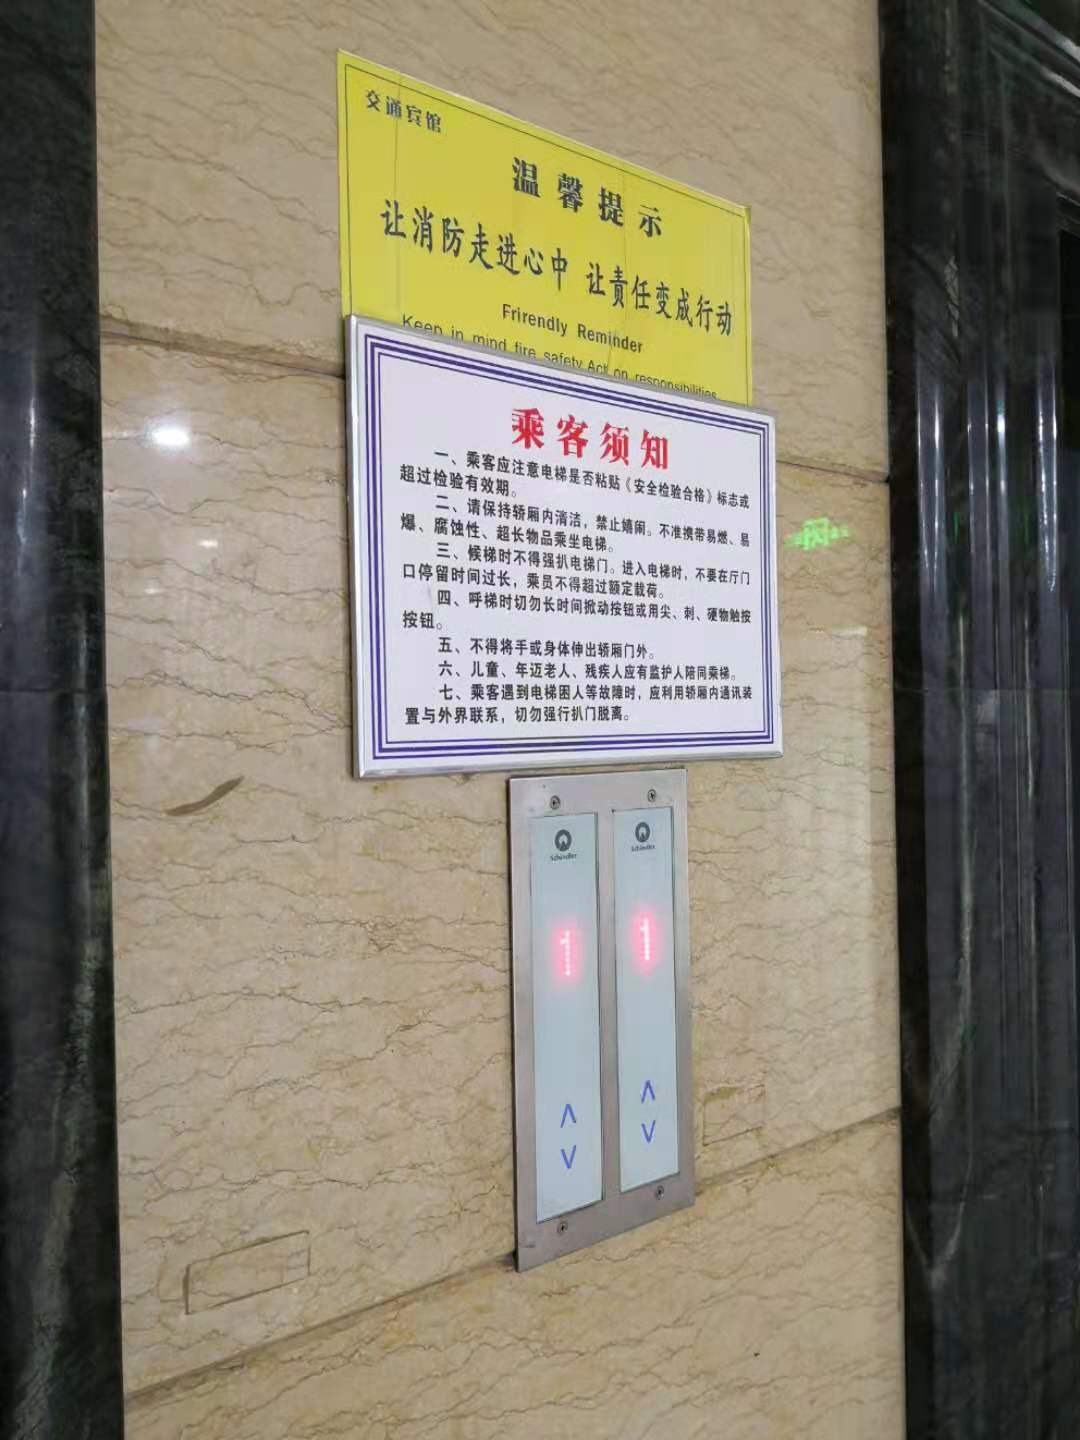 交通宾馆
温馨提示
让消防走进心中 让责任变成行动
Frirendly Reminder
Keep in mind fire safety Act on responsibilities
乘客须知
一、乘客应注意电梯是否粘贴《安全检验合格》标志或
超过检验有效期。
二、请保持轿厢内清洁，禁止嬉闹。不准携带易燃、易
爆、腐蚀性、超长物品乘坐电梯。
三、候梯时不得强扒电梯门。进入电梯时，不要在厅门
口停留时间过长，乘员不得超过额定载荷。
四、呼梯时切勿长时间掀动按钮或用尖、刺、硬物触按
按钮。
五、不得将手或身体伸出轿厢门外。
六、儿童、年迈老人、残疾人应有监护人陪同乘梯。
七、乘客遇到电梯困人等故障时，应利用轿厢内通讯装
置与外界联系，切勿强行扒门脱离。
Schindler
Schindler
1
1